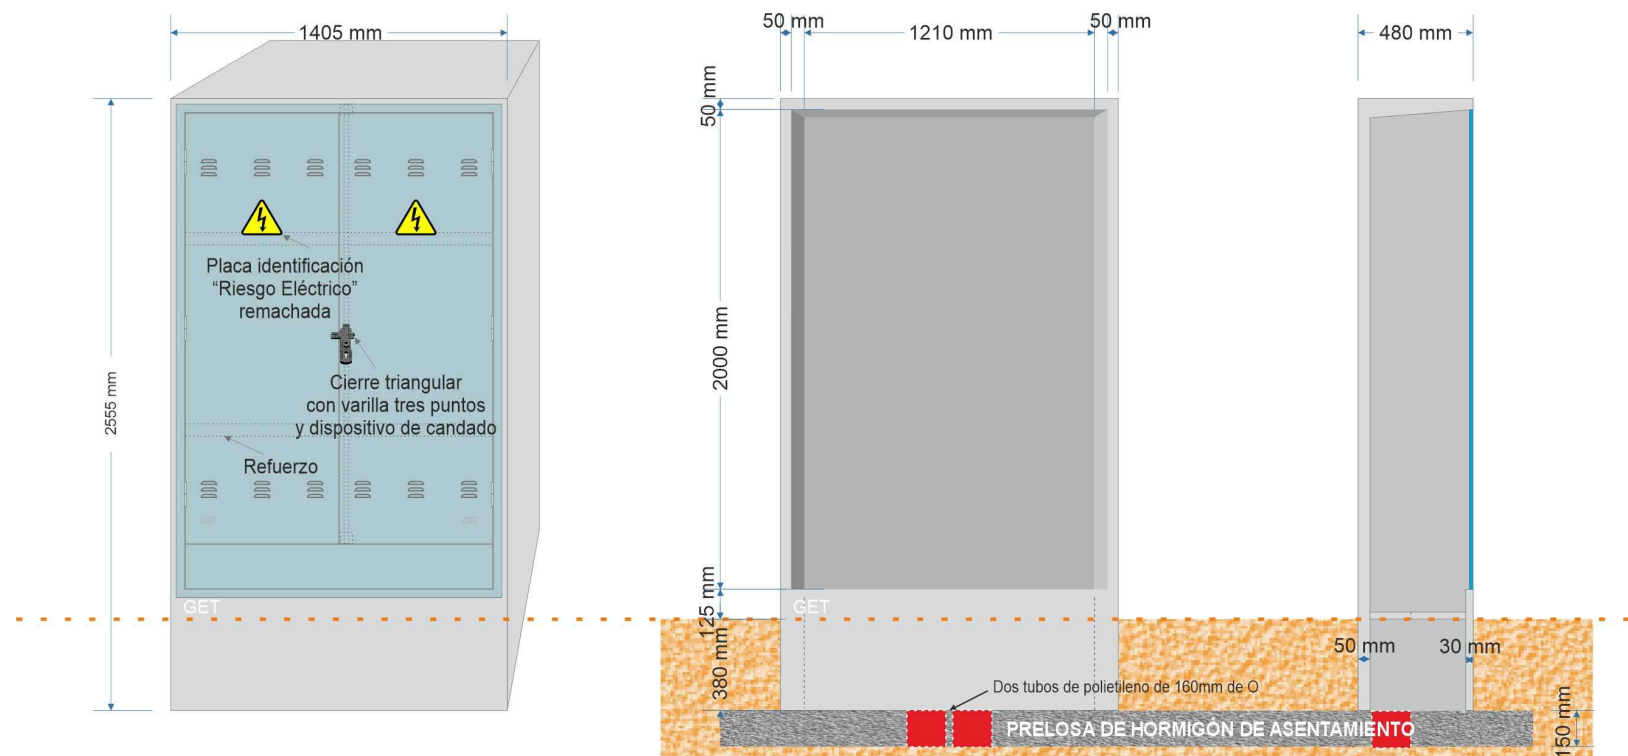 1405 mm
50 mm
1210 mm
50 mm
480 mm
50 mm
Placa identificación
“Riesgo Eléctrico”
remachada
2000 mm
2555 mm
Cierre triangular
con varilla tres puntos
y dispositivo de candado
Refuerzo
GET
GET
GET
GET
125 mm
380 mm
50 mm
30 mm
Dos tubos de polietileno de 160mm de O
PRELOSA DE HORMIGÓN DE ASENTAMIENTO
150 mm